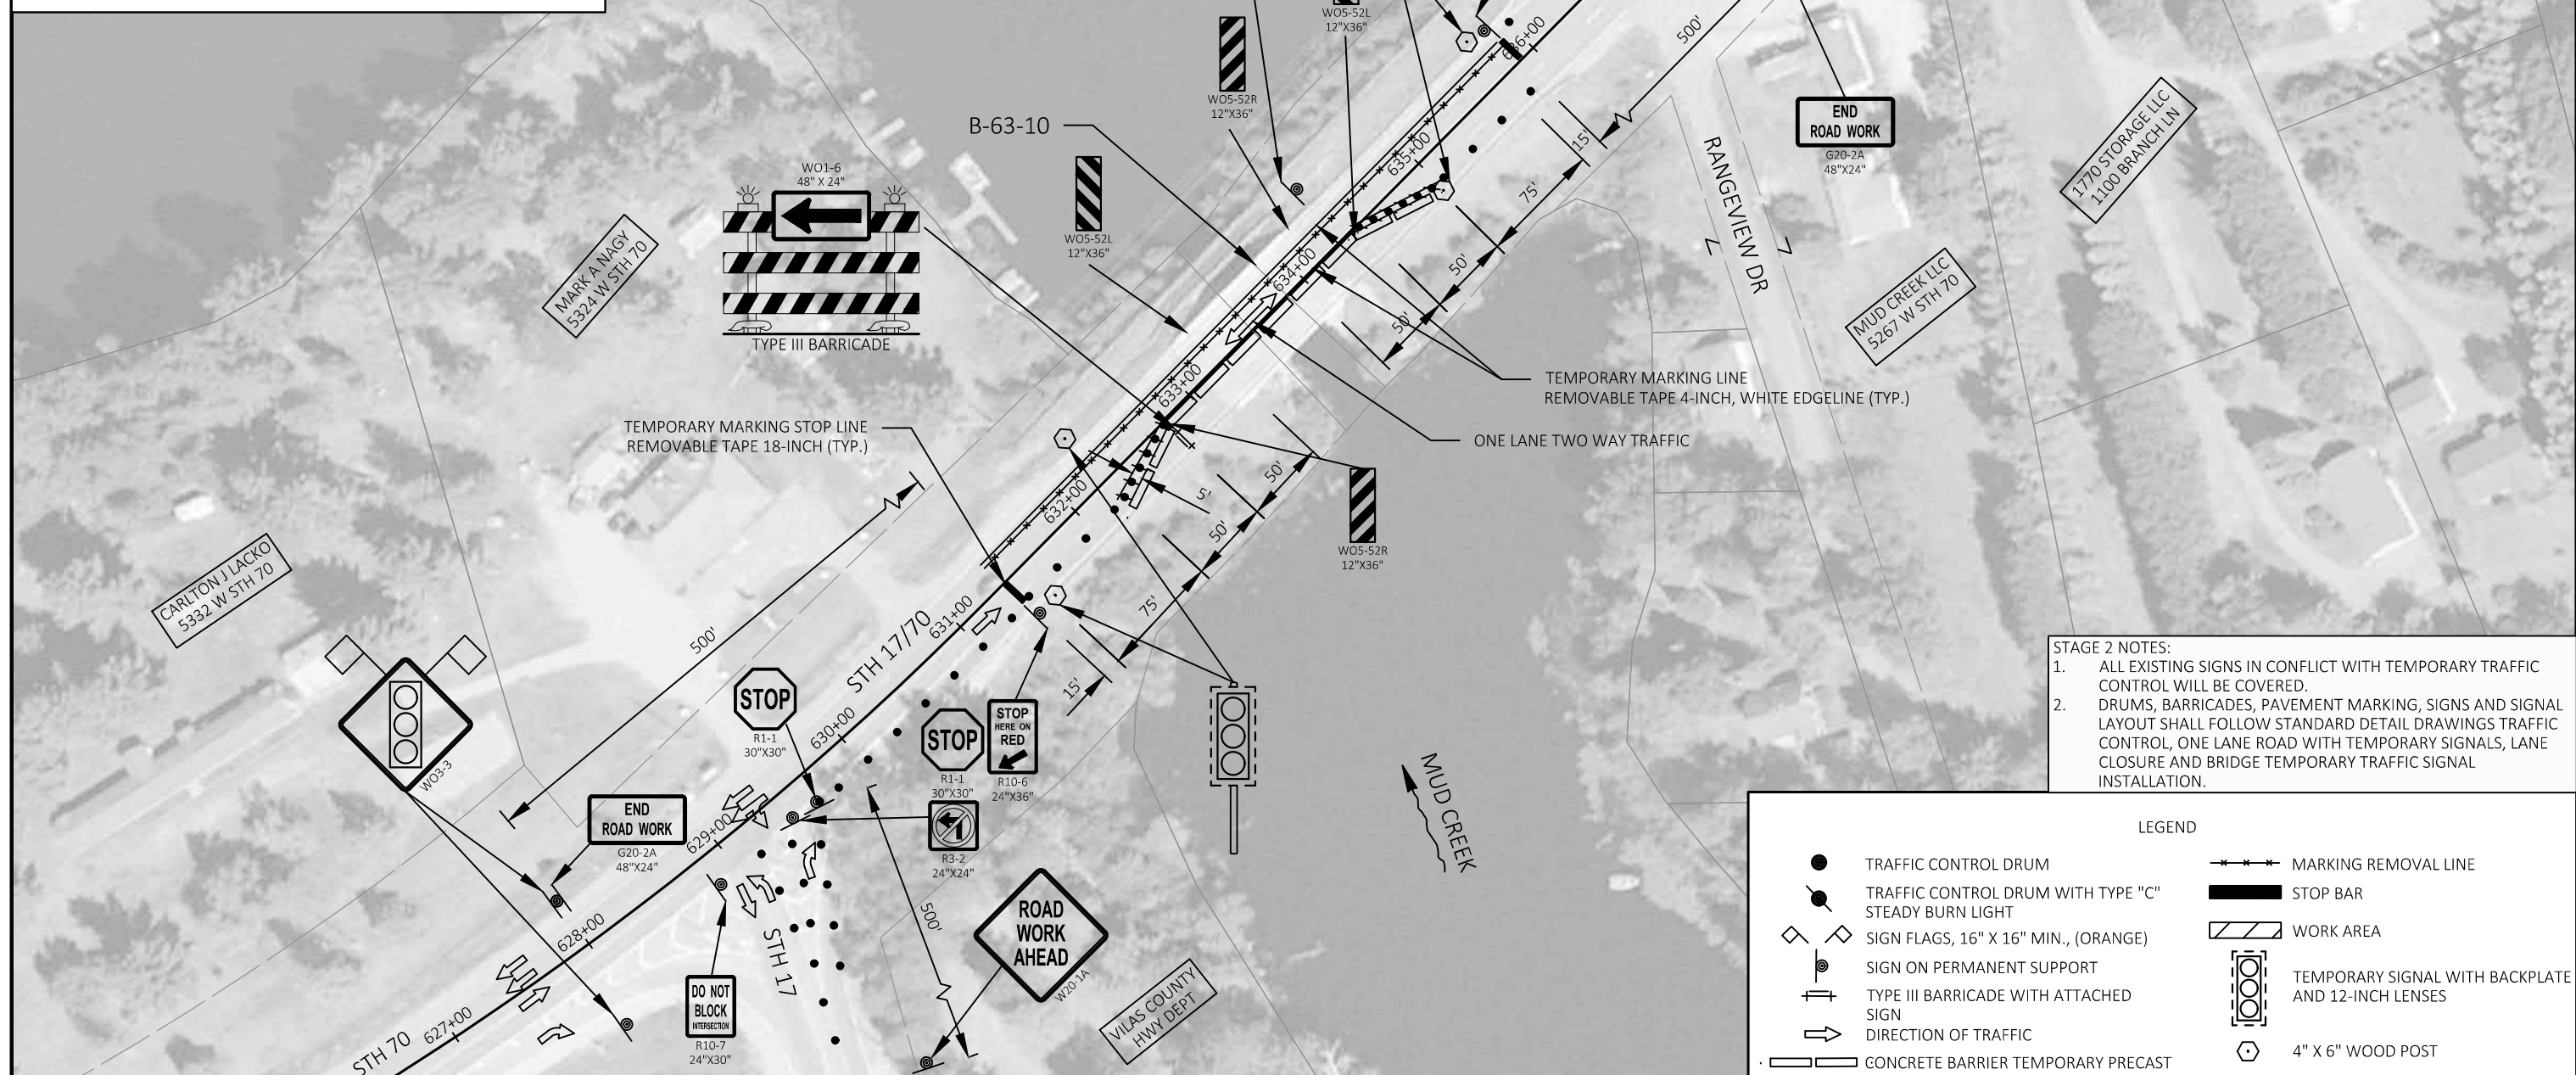 WO5-52L
12"X36"
636+00
500'
WO5-52R
12"X36"
B-63-10
END
ROAD WORK
G20-2A
48"X24"
1770 STORAGE LLC
1100 BRANCH LN
WO1-6
48" X 24"
15'
635+00
RANGEVIEW DR
75'
WO5-52L
12"X36"
MARK A NAGY
5324 W STH 70
634+00
50'
50'
MUD CREEK LLC
5267 W STH 70
TYPE III BARRICADE
TEMPORARY MARKING LINE
REMOVABLE TAPE 4-INCH, WHITE EDGELINE (TYP.)
633+00
TEMPORARY MARKING STOP LINE
REMOVABLE TAPE 18-INCH (TYP.)
ONE LANE TWO WAY TRAFFIC
50'
5'
632+00
50'
WO5-52R
12"X36"
CARLTON J LACKO
5332 W STH 70
500'
75'
631+00
STH 17/70
15'
STOP
R1-1
30"X30"
630+00
STOP
R1-1
30"X30"
STOP
HERE ON
RED
R10-6
24"X36"
WO3-3
END
ROAD WORK
G20-2A
48"X24"
629+00
R3-2
24"X24"
MUD CREEK
ROAD
WORK
AHEAD
W20-1A
500'
628+00
STH 17
DO NOT
BLOCK
INTERSECTION
R10-7
24"X30"
VILAS COUNTY
HWY DEPT
627+00
STH 70
STAGE 2 NOTES:
1. ALL EXISTING SIGNS IN CONFLICT WITH TEMPORARY TRAFFIC
CONTROL WILL BE COVERED.
2. DRUMS, BARRICADES, PAVEMENT MARKING, SIGNS AND SIGNAL
LAYOUT SHALL FOLLOW STANDARD DETAIL DRAWINGS TRAFFIC
CONTROL, ONE LANE ROAD WITH TEMPORARY SIGNALS, LANE
CLOSURE AND BRIDGE TEMPORARY TRAFFIC SIGNAL
INSTALLATION.
LEGEND
TRAFFIC CONTROL DRUM
TRAFFIC CONTROL DRUM WITH TYPE "C"
STEADY BURN LIGHT
SIGN FLAGS, 16" X 16" MIN., (ORANGE)
SIGN ON PERMANENT SUPPORT
TYPE III BARRICADE WITH ATTACHED
SIGN
DIRECTION OF TRAFFIC
CONCRETE BARRIER TEMPORARY PRECAST
MARKING REMOVAL LINE
STOP BAR
WORK AREA
TEMPORARY SIGNAL WITH BACKPLATE
AND 12-INCH LENSES
4" X 6" WOOD POST